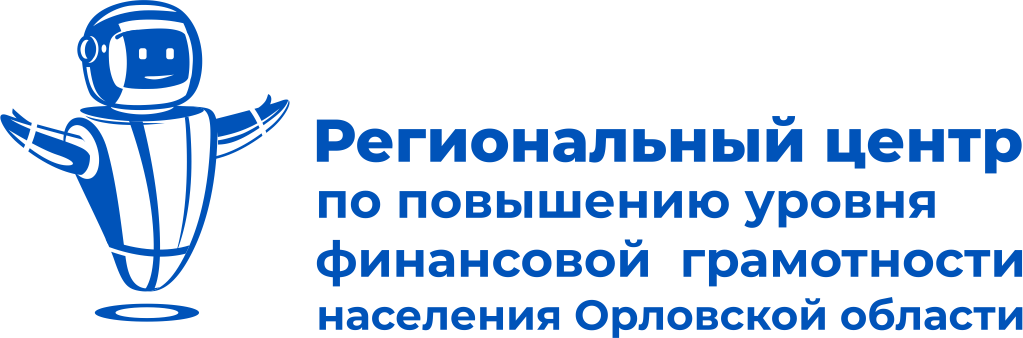 Региональный центр
по повышению уровня
финансовой грамотности
населения Орловской области